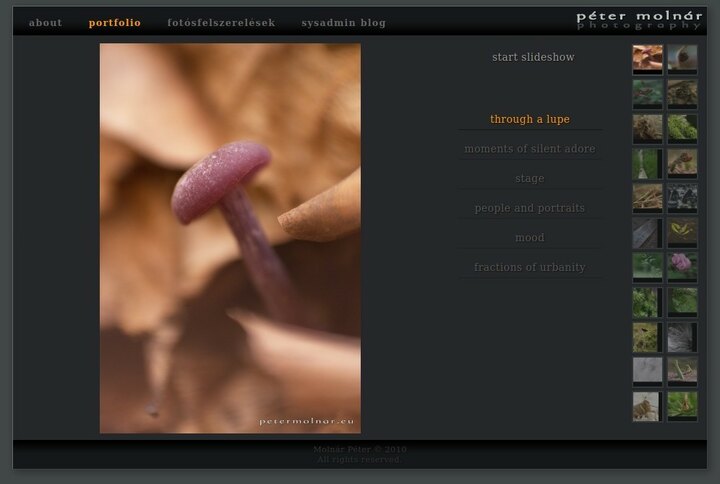 about portfolio fotósfelszerelések sysadmin blog
péter molnár
photography
start slideshow
through a lupe
moments of silent adore
stage
people and portraits
mood
fractions of urbanity
petermolnar.eu
Molnár Péter © 2010
All rights reserved.